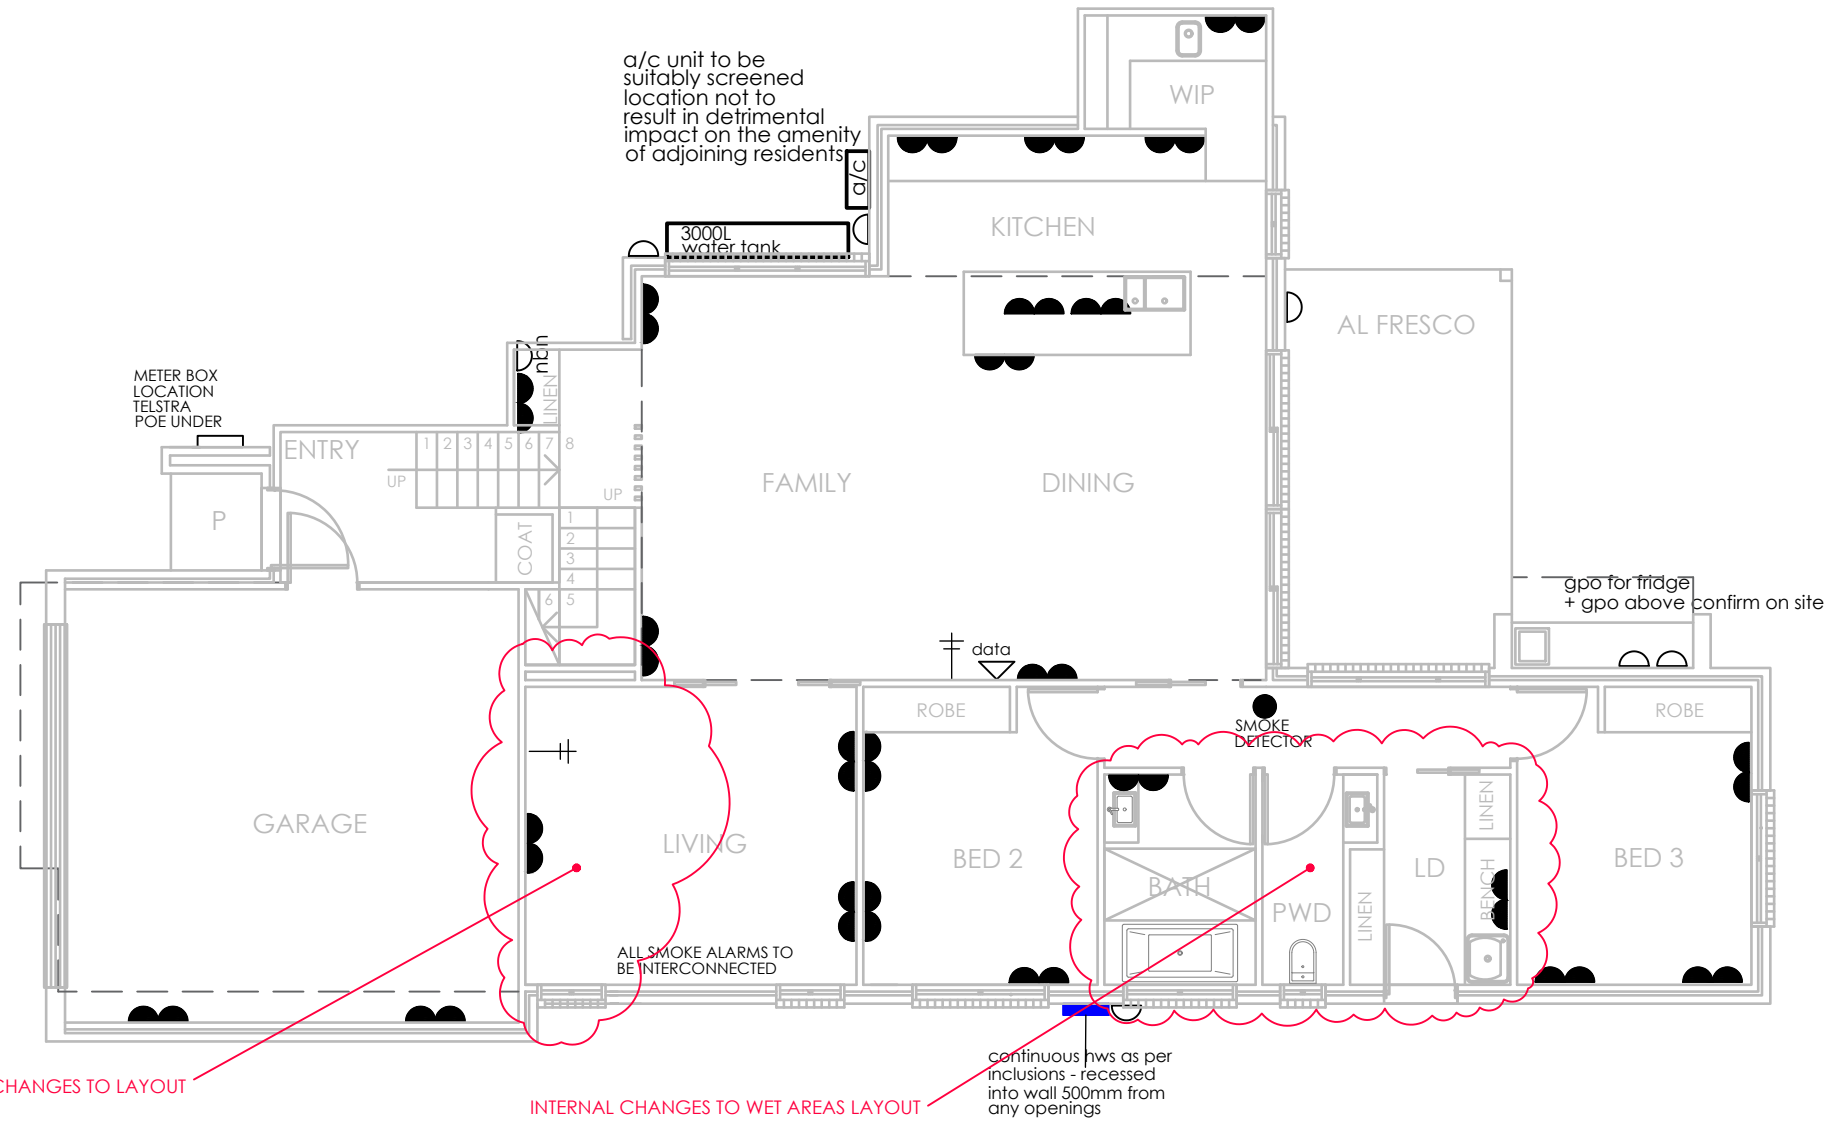 a/c unit to be
suitably screened
location not to
result in detrimental
impact on the amenity
of adjoining residents
a/c
3000L
water tank
WIP
KITCHEN
AL FRESCO
nbn
LINEN
METER BOX
LOCATION
TELSTRA
POE UNDER
ENTRY
1 2 3 4 5 6 7 8
UP
UP
P
COAT
1
2
3
4
6 5
FAMILY
DINING
gpo for fridge
+ gpo above confirm on site
data
ROBE
SMOKE
DETECTOR
ROBE
GARAGE
LIVING
BED 2
BATH
PWD
LINEN
LD
LINEN
BENCH
BED 3
ALL SMOKE ALARMS TO
BE INTERCONNECTED
CHANGES TO LAYOUT
INTERNAL CHANGES TO WET AREAS LAYOUT
continuous hws as per
inclusions - recessed
into wall 500mm from
any openings